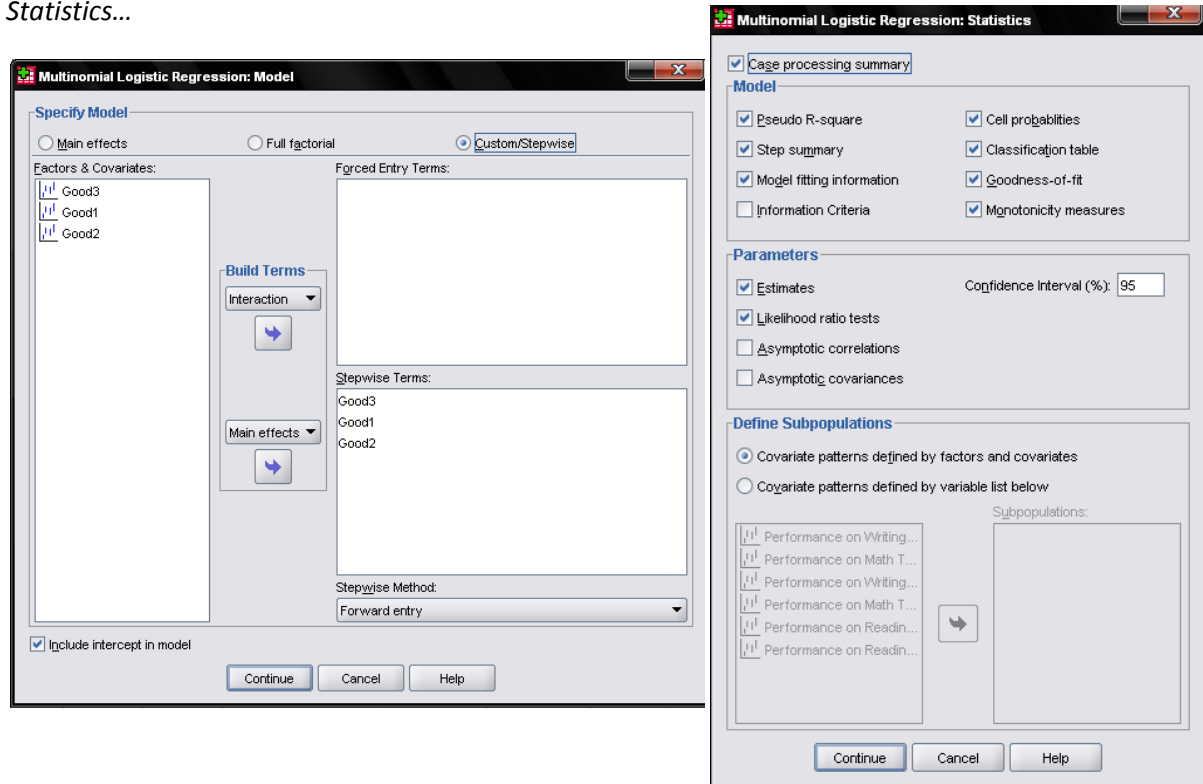 Statistics…
Multinomial Logistic Regression: Model
Specify Model
Main effects
Full factorial
Custom/Stepwise
Factors & Covariates:
Good3
Good1
Good2
Build Terms
Interaction
Main effects
Forced Entry Terms:
Stepwise Terms:
Good3
Good1
Good2
Stepwise Method:
Forward entry
Include intercept in model
Continue
Cancel
Help
Multinomial Logistic Regression: Statistics
Case processing summary
Model
Pseudo R-square
Cell probablities
Step summary
Classification table
Model fitting information
Goodness-of-fit
Information Criteria
Monotonicity measures
Parameters
Estimates
Confidence Interval (%): 95
Likelihood ratio tests
Asymptotic correlations
Asymptotic covariances
Define Subpopulations
Covariate patterns defined by factors and covariates
Covariate patterns defined by variable list below
Subpopulations:
Performance on Writing...
Performance on Math T...
Performance on Writing...
Performance on Math T...
Performance on Readin...
Performance on Readin...
Continue
Cancel
Help